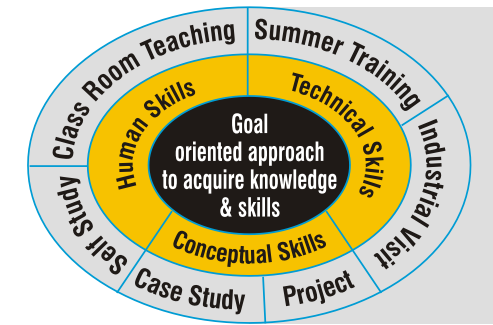 Class Room Teaching
Summer Training
Industrial Visit
Project
Case Study
Self Study
Human Skills
Technical Skills
Conceptual Skills
Goal
oriented approach
to acquire knowledge
& skills